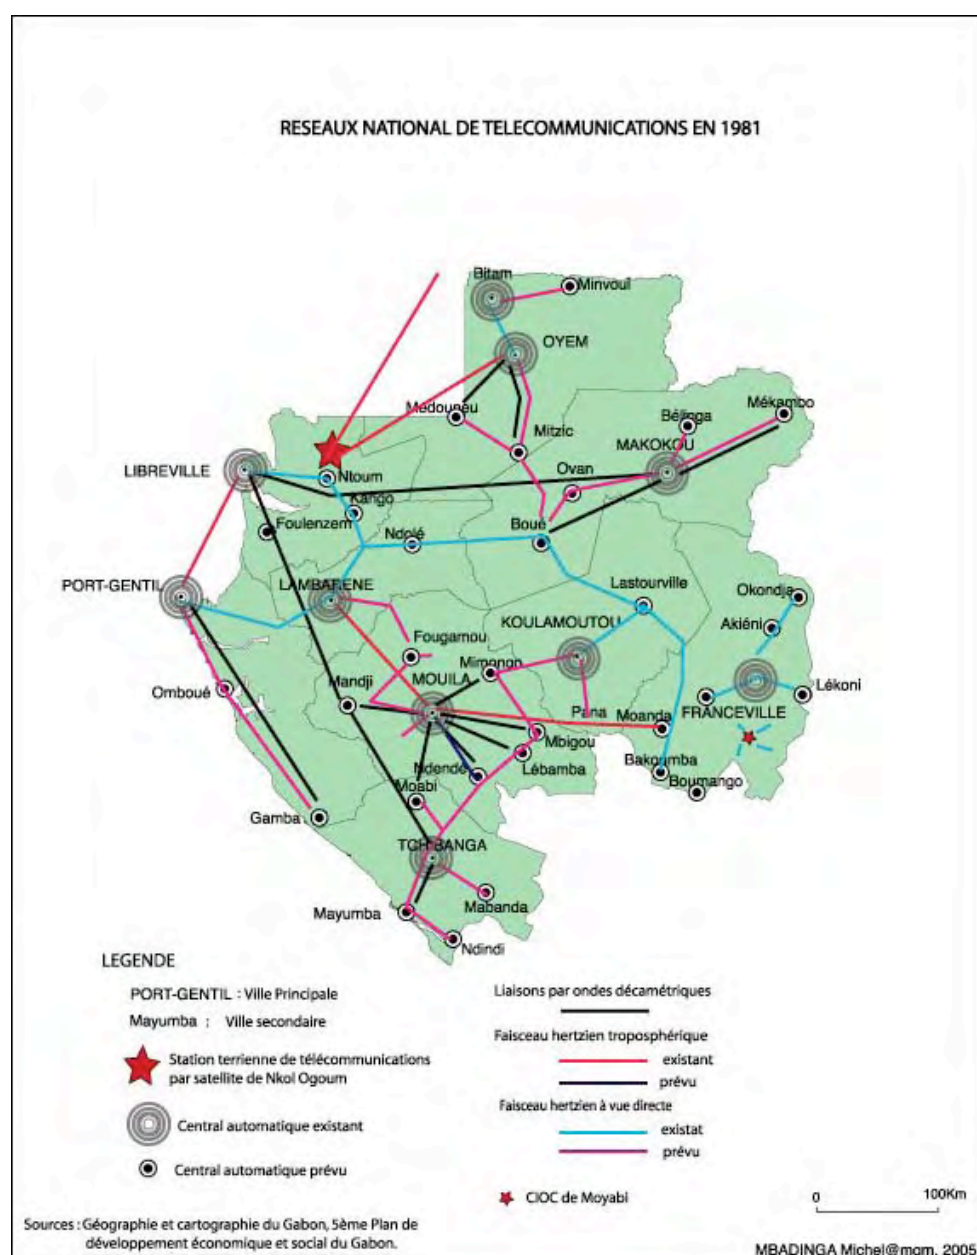 RESEAUX NATIONAL DE TELECOMMUNICATIONS EN 1981
Bitam
Minvoul
OYEM
Médouneu
Mitzic
Bélinga
Mékambo
MAKOKOU
LIBREVILLE
Ntoum
Ovan
Kango
Foulenzem
Ndolé
Boué
PORT-GENTIL
LAMBARENE
Lastourville
Okondja
KOULAMOUTOU
Akiéni
Fougamou
Mimongo
Mandji
MOUILA
Omboué
Pana
Moanda
FRANCEVILLE
Lékoni
Mbigou
Ndendé
Lébamba
Bakoumba
Boumango
Moabi
Gamba
TCHIBANGA
Mabanda
Mayumba
Ndindi
LEGENDE
PORT-GENTIL : Ville Principale
Mayumba : Ville secondaire
Station terrienne de télécommunications
par satellite de Nkol Ogoum
Central automatique existant
Central automatique prévu
Liaisons par ondes décamétriques
Faisceau hertzien troposphérique
existant
prévu
Faisceau hertzien à vue directe
existat
prévu
CIOC de Moyabi
0 100Km
Sources : Géographie et cartographie du Gabon, 5ème Plan de
développement économique et social du Gabon.
MBADINGA Michel@mgm, 2005